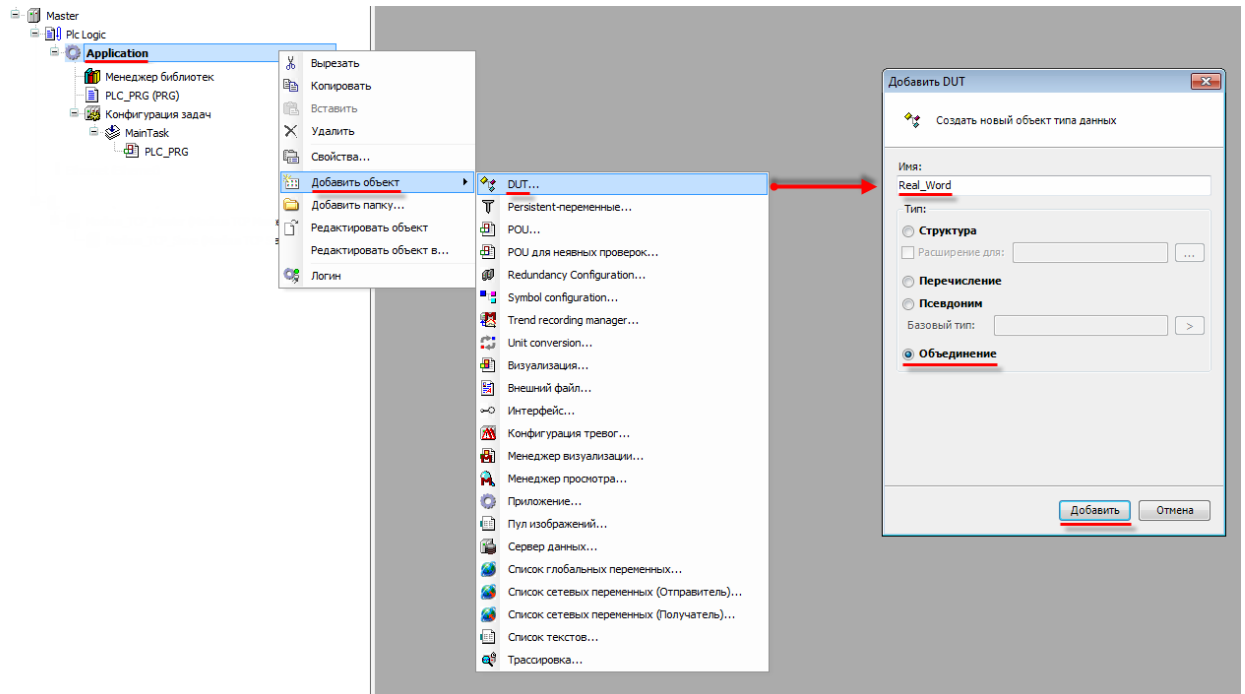 Master
Plc Logic
Application
Менеджер библиотек
PLC_PRG (PRG)
Конфигурация задач
MainTask
PLC_PRG
Вырезать
Копировать
Вставить
Удалить
Свойства...
Добавить объект
Добавить папку...
Редактировать объект
Редактировать объект в...
Логин
DUT...
Persistent-переменные...
POU...
POU для неявных проверок...
Redundancy Configuration...
Symbol configuration...
Trend recording manager...
Unit conversion...
Визуализация...
Внешний файл...
Интерфейс...
Конфигурация тревог...
Менеджер визуализации...
Менеджер просмотра...
Приложение...
Пул изображений...
Сервер данных...
Список глобальных переменных...
Список сетевых переменных (Отправитель)...
Список сетевых переменных (Получатель)...
Список текстов...
Трассировка...
Добавить DUT
Создать новый объект типа данных
Имя:
Real_Word
Тип:
Структура
Расширение для:
...
Перечисление
Псевдоним
Базовый тип:
>
Объединение
Добавить
Отмена